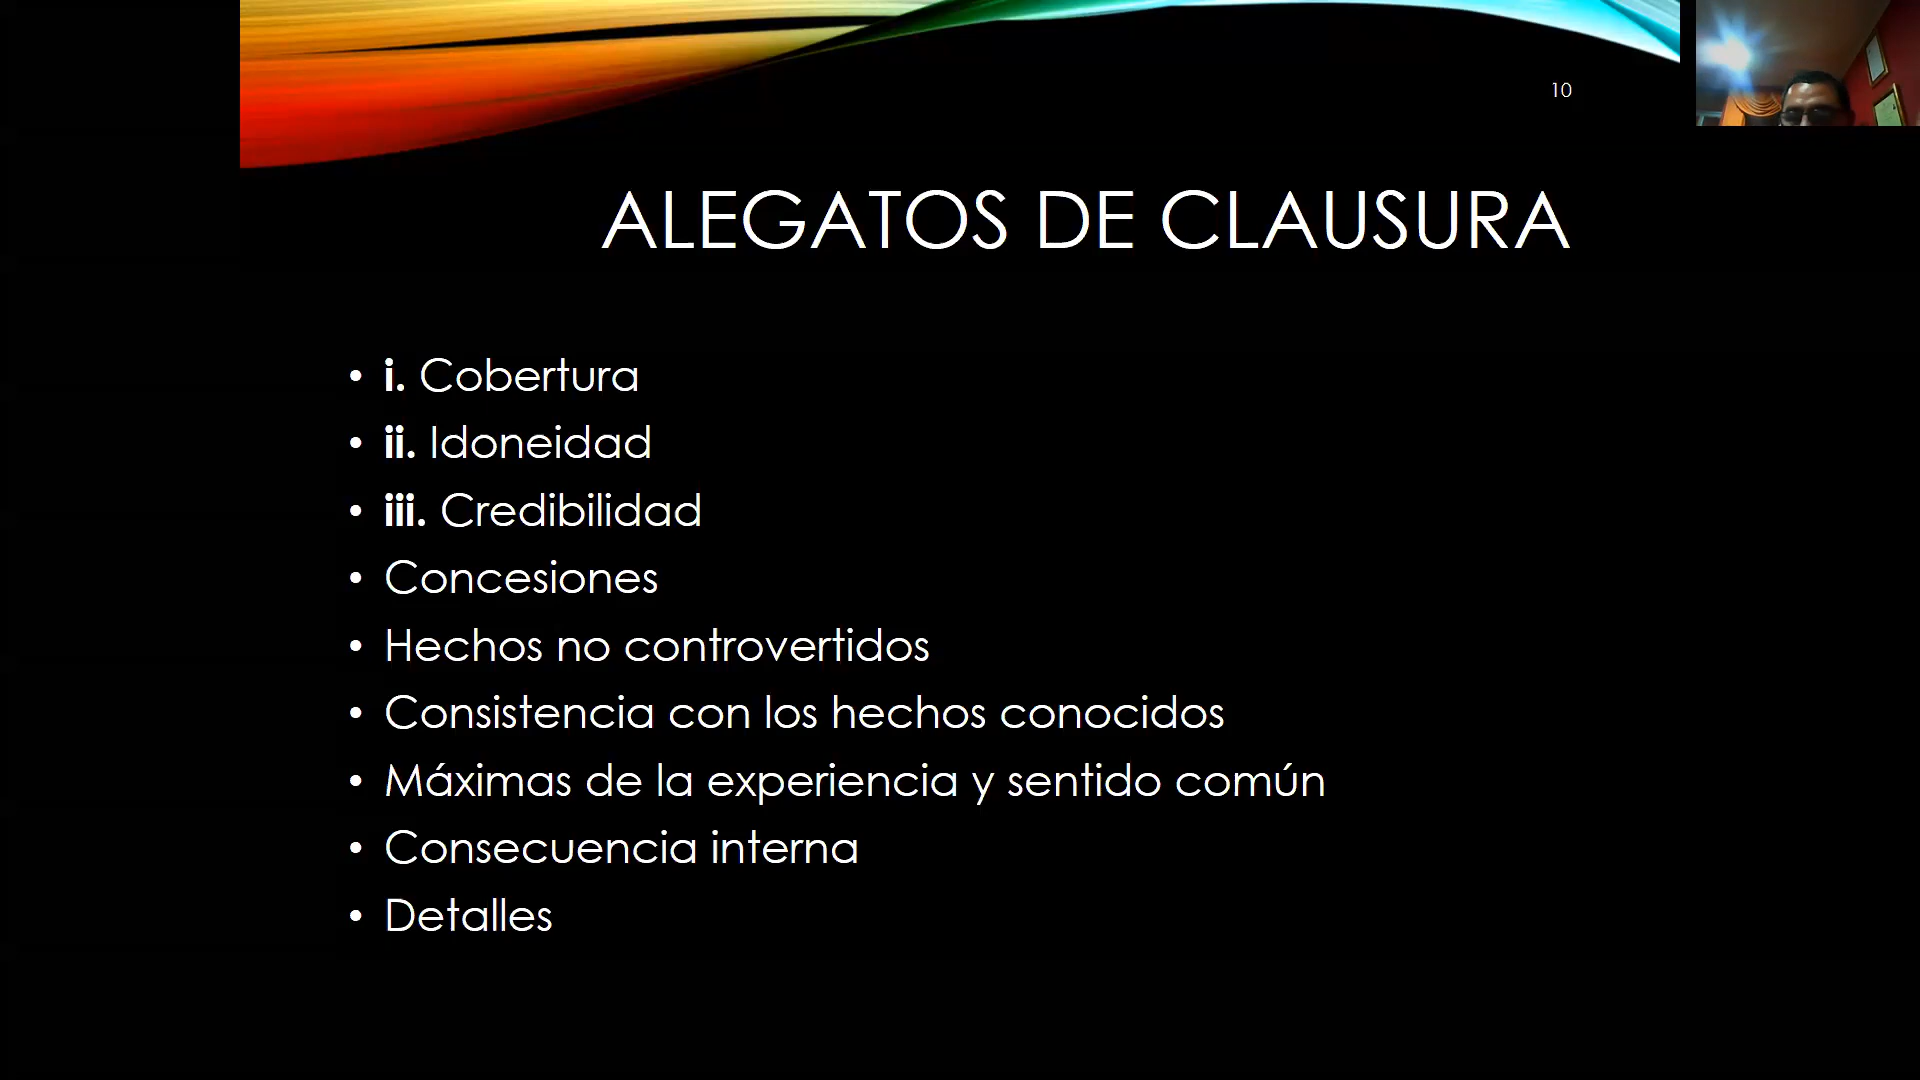 10
ALEGATOS DE CLAUSURA
• i. Cobertura
• ii. Idoneidad
• iii. Credibilidad
• Concesiones
• Hechos no controvertidos
• Consistencia con los hechos conocidos
• Máximas de la experiencia y sentido común
• Consecuencia interna
• Detalles